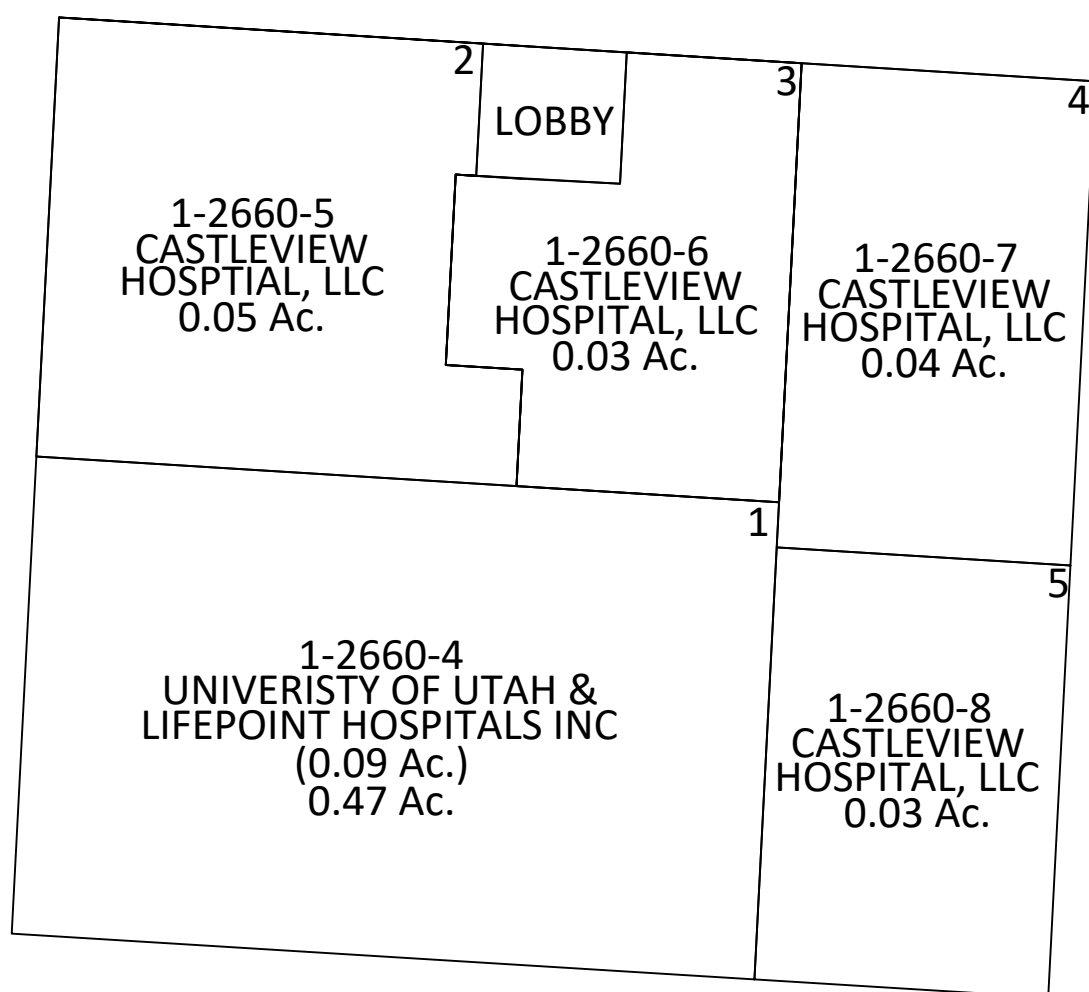 2
LOBBY
3
4
1-2660-5
CASTLEVIEW
HOSPTIAL, LLC
0.05 Ac.
1-2660-6
CASTLEVIEW
HOSPITAL, LLC
0.03 Ac.
1-2660-7
CASTLEVIEW
HOSPITAL, LLC
0.04 Ac.
1
1-2660-4
UNIVERISTY OF UTAH &
LIFEPOINT HOSPITALS INC
(0.09 Ac.)
0.47 Ac.
5
1-2660-8
CASTLEVIEW
HOSPITAL, LLC
0.03 Ac.